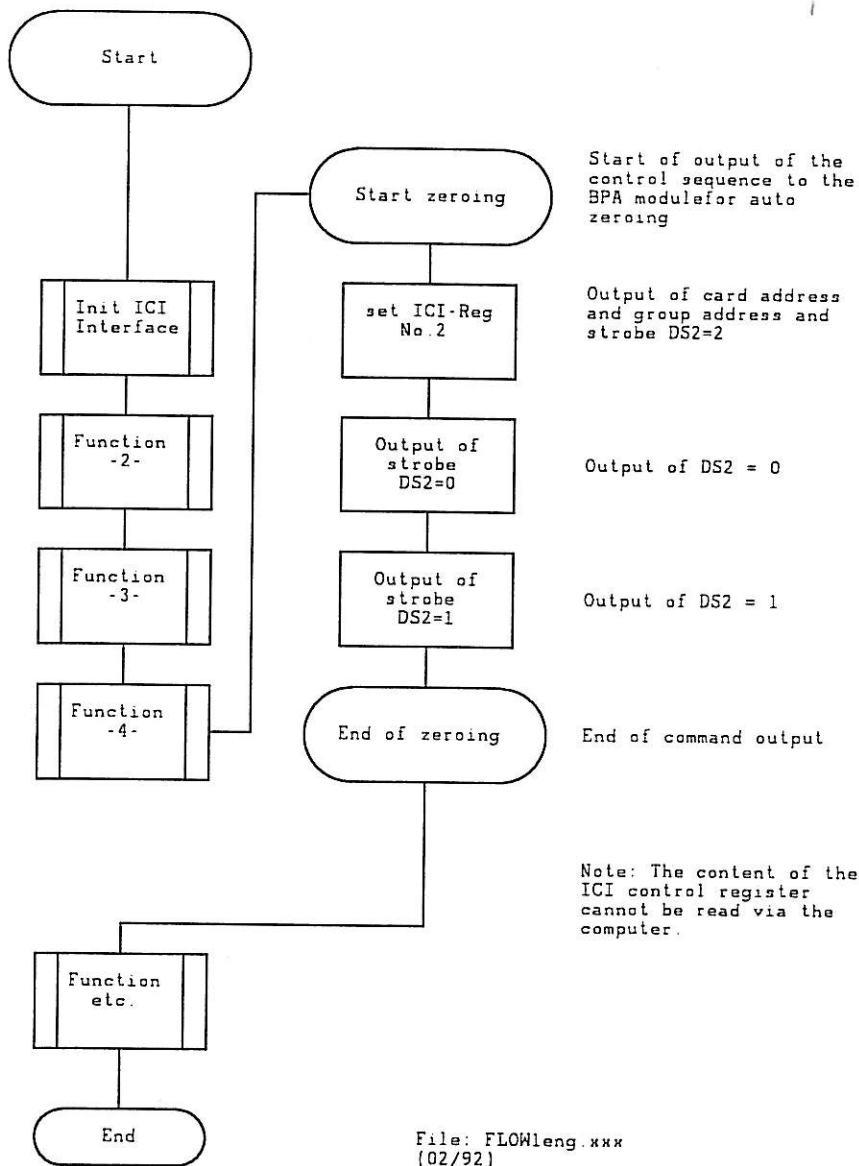 Start
Start zeroing
Start of output of the
control sequence to the
BPA modulefor auto
zeroing
Init ICI
Interface
set ICI-Reg
No.2
Output of card address
and group address and
strobe DS2=2
Function
-2-
Output of
strobe
DS2=0
Output of DS2 = 0
Function
-3-
Output of
strobe
DS2=1
Output of DS2 = 1
Function
-4-
End of zeroing
End of command output
Note: The content of the
ICI control register
cannot be read via the
computer.
Function
etc.
End
File: FLOWleng.xxx
(02/92)